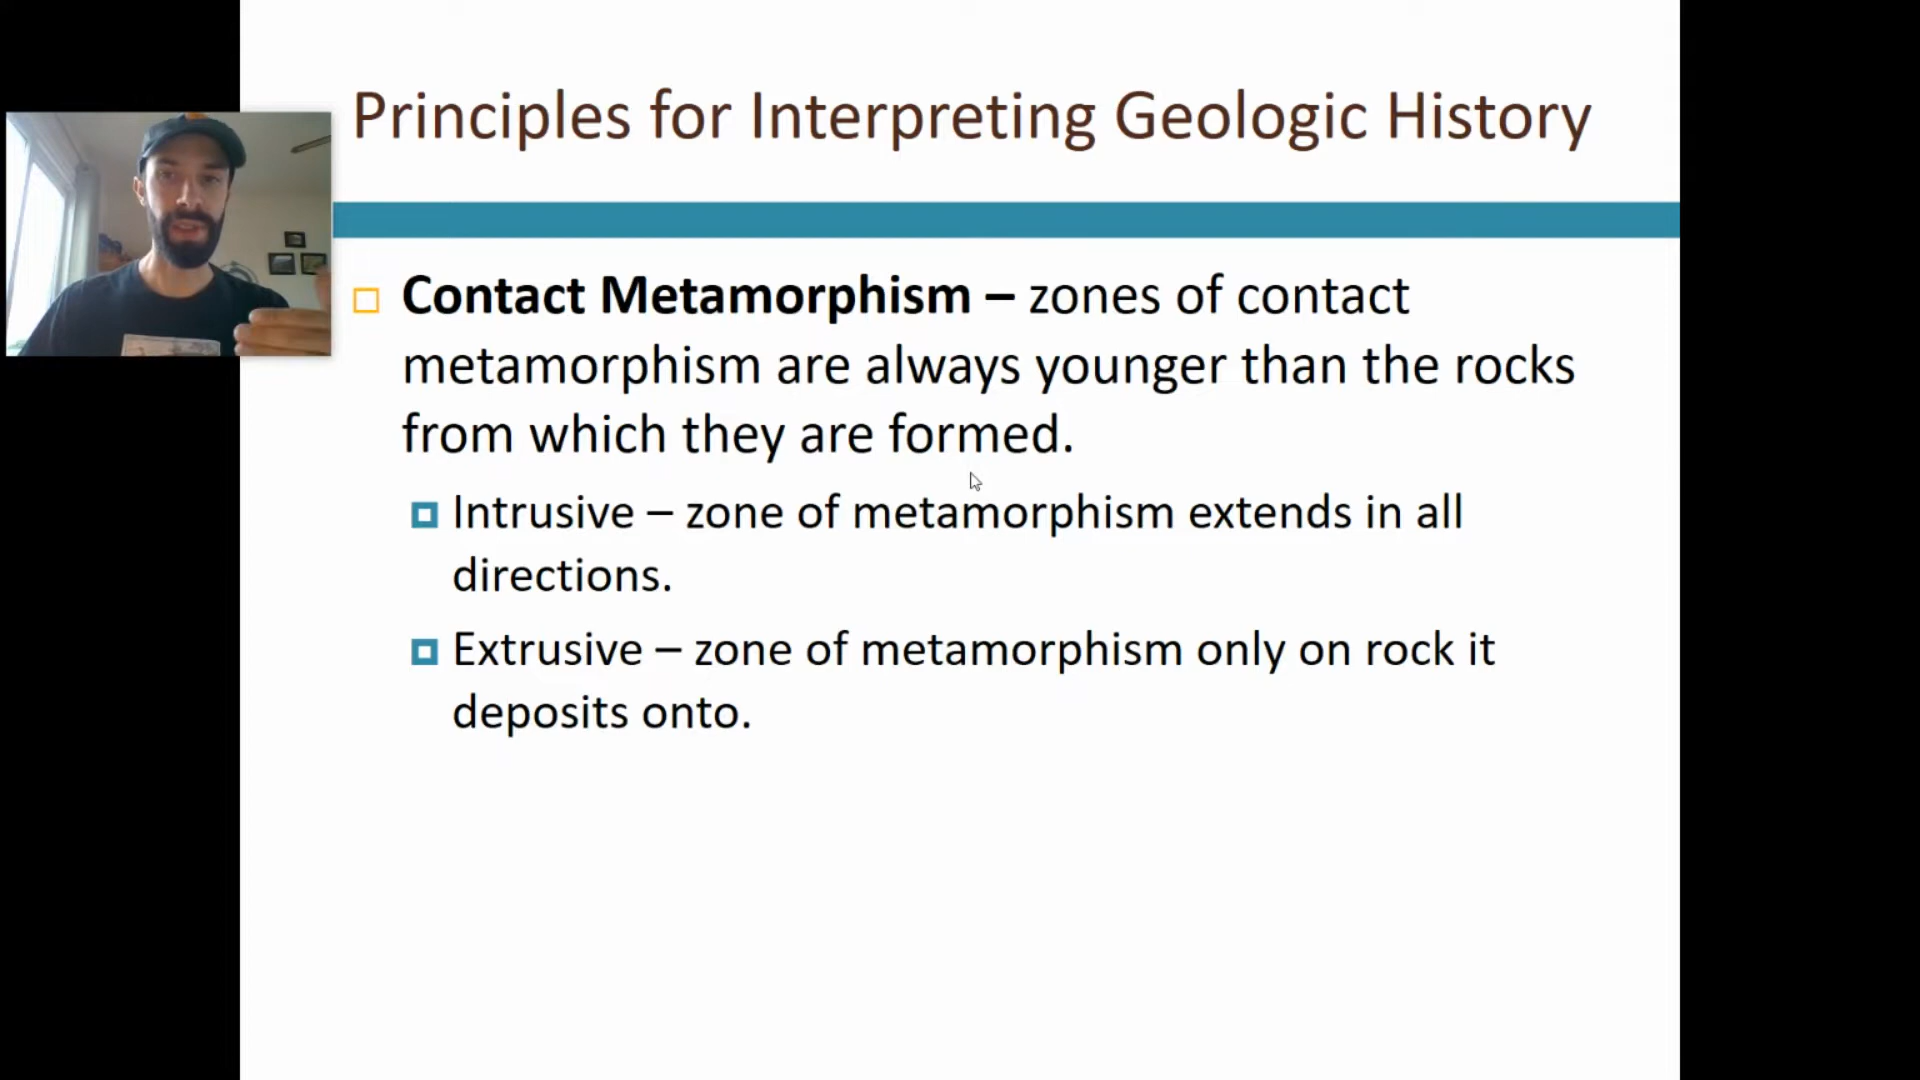 Principles for Interpreting Geologic History
Contact Metamorphism – zones of contact
metamorphism are always younger than the rocks
from which they are formed.
Intrusive – zone of metamorphism extends in all
directions.
Extrusive – zone of metamorphism only on rock it
deposits onto.